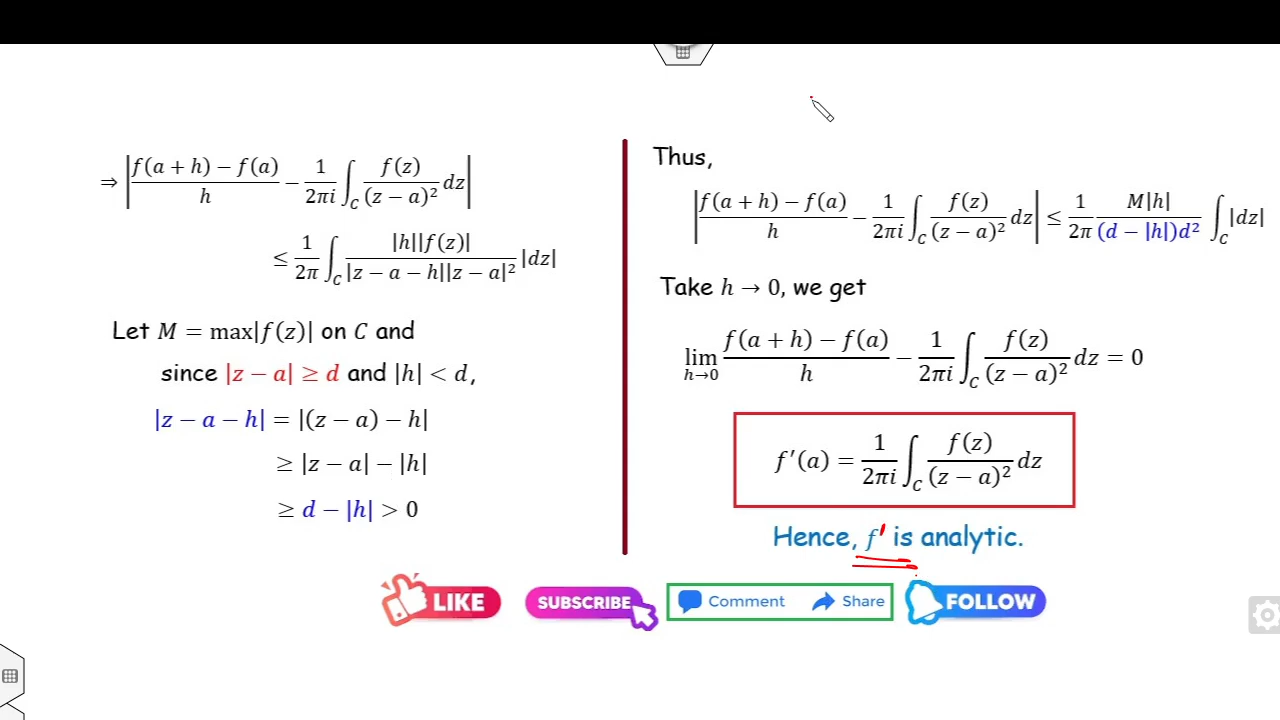 ⇒ |f(a + h) − f(a)/h − 1/2πi ∫_C f(z)/(z − a)² dz|
≤ 1/2π ∫_C |h||f(z)|/|z − a − h||z − a|² |dz|
Let M = max|f(z)| on C and
since |z − a| ≥ d and |h| < d,
|z − a − h| = |(z − a) − h|
≥ |z − a| − |h|
≥ d − |h| > 0
Thus,
|f(a + h) − f(a)/h − 1/2πi ∫_C f(z)/(z − a)² dz| ≤ 1/2π M|h|/(d − |h|)d² ∫_C |dz|
Take h → 0, we get
lim_{h→0} f(a + h) − f(a)/h − 1/2πi ∫_C f(z)/(z − a)² dz = 0
f′(a) = 1/2πi ∫_C f(z)/(z − a)² dz
Hence, f′ is analytic.
LIKE SUBSCRIBE Comment Share FOLLOW